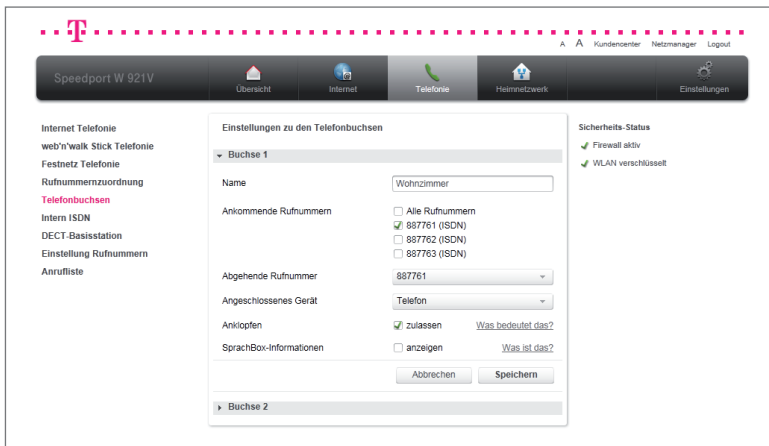 T
A A Kundencenter Netzmanager Logout
Speedport W 921V
Übersicht Internet Telefonie Heimnetzwerk Einstellungen
Internet Telefonie
web'n'walk Stick Telefonie
Festnetz Telefonie
Rufnummernzuordnung
Telefonbuchsen
Intern ISDN
DECT-Basisstation
Einstellung Rufnummern
Anrufliste
Einstellungen zu den Telefonbuchsen
Buchse 1
Name Wohnzimmer
Ankommende Rufnummern Alle Rufnummern
887761 (ISDN)
887762 (ISDN)
887763 (ISDN)
Abgehende Rufnummer 887761
Angeschlossenes Gerät Telefon
Anklopfen zulassen Was bedeutet das?
SprachBox-Informationen anzeigen Was ist das?
Abbrechen Speichern
Buchse 2
Sicherheits-Status
Firewall aktiv
WLAN verschlüsselt